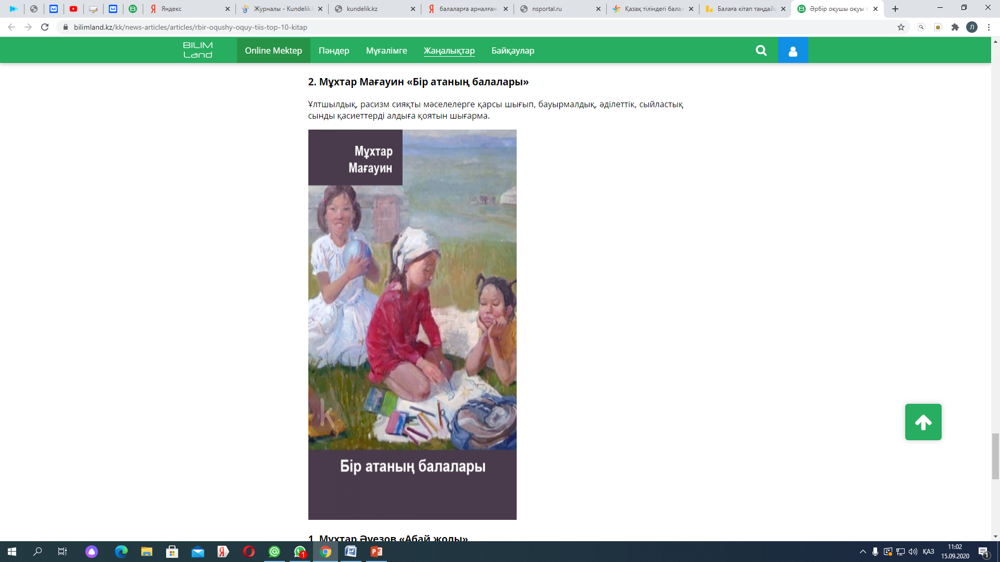 Яндекс
Журналы - Kundelik.
kundelik.kz
балаларға арналған
nsportal.ru
Қазақ тіліндегі бала
Балаға кітап таңдай
Әрбір оқушы оқуы т
bilimland.kz/kk/news-articles/articles/rbir-oqushy-oquy-tiis-top-10-kitap
Л
BILIM
Land
Online Mektep
Пәндер
Мұғалімге
Жаңалықтар
Байқаулар
2. Мұхтар Мағауин «Бір атаның балалары»
Ұлтшылдық, расизм сияқты мәселелерге қарсы шығып, бауырмалдық, әділеттік, сыйластық
сынды қасиеттерді алдыға қоятын шығарма.
Мұхтар
Мағауин
k
Бір атаның балалары
1. Мұхтар Әуезов «Абай жолы»
ҚАЗ
11:02
15.09.2020
1
1